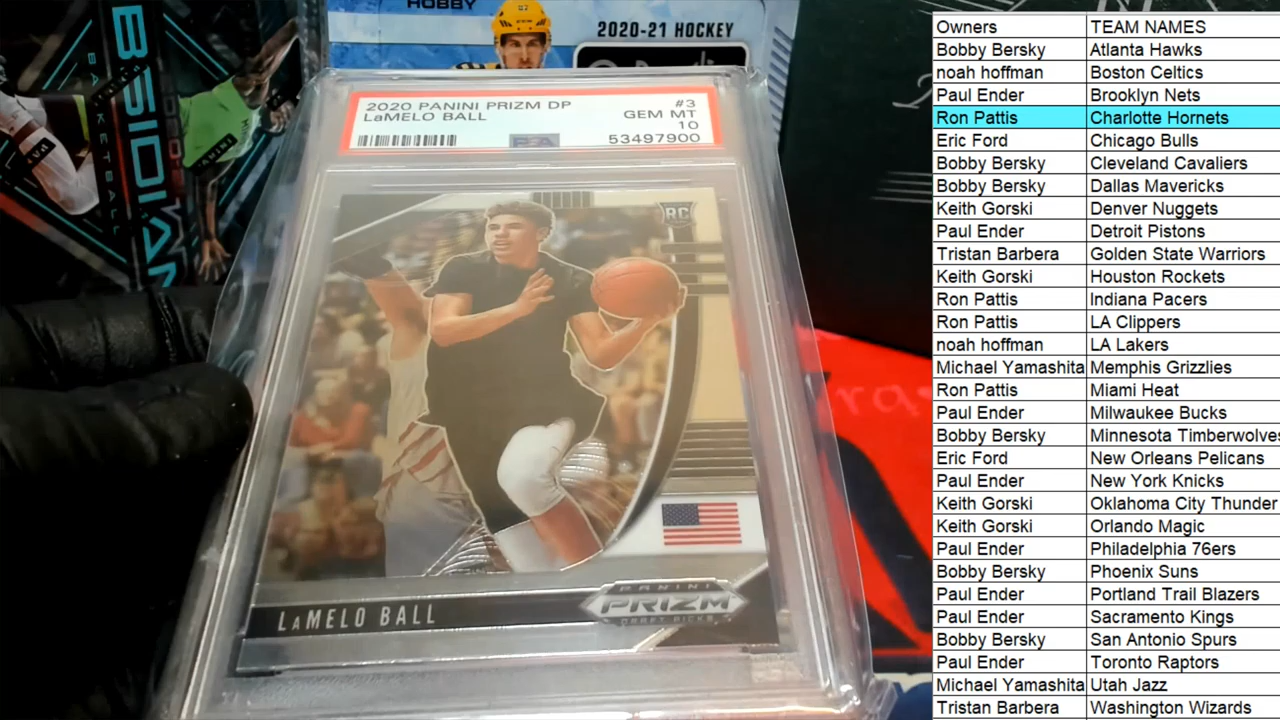 HOBBY
2020-21 HOCKEY
BSIDIAN
BASKETBALL
PANINI
2020 PANINI PRIZM DP #3
LaMELO BALL GEM MT
10
PSA 53497900
RC
LaMELO BALL
PANINI
PRIZM
DRAFT PICKS
Owners TEAM NAMES
Bobby Bersky Atlanta Hawks
noah hoffman Boston Celtics
Paul Ender Brooklyn Nets
Ron Pattis Charlotte Hornets
Eric Ford Chicago Bulls
Bobby Bersky Cleveland Cavaliers
Bobby Bersky Dallas Mavericks
Keith Gorski Denver Nuggets
Paul Ender Detroit Pistons
Tristan Barbera Golden State Warriors
Keith Gorski Houston Rockets
Ron Pattis Indiana Pacers
Ron Pattis LA Clippers
noah hoffman LA Lakers
Michael Yamashita Memphis Grizzlies
Ron Pattis Miami Heat
Paul Ender Milwaukee Bucks
Bobby Bersky Minnesota Timberwolves
Eric Ford New Orleans Pelicans
Paul Ender New York Knicks
Keith Gorski Oklahoma City Thunder
Keith Gorski Orlando Magic
Paul Ender Philadelphia 76ers
Bobby Bersky Phoenix Suns
Paul Ender Portland Trail Blazers
Paul Ender Sacramento Kings
Bobby Bersky San Antonio Spurs
Paul Ender Toronto Raptors
Michael Yamashita Utah Jazz
Tristan Barbera Washington Wizards